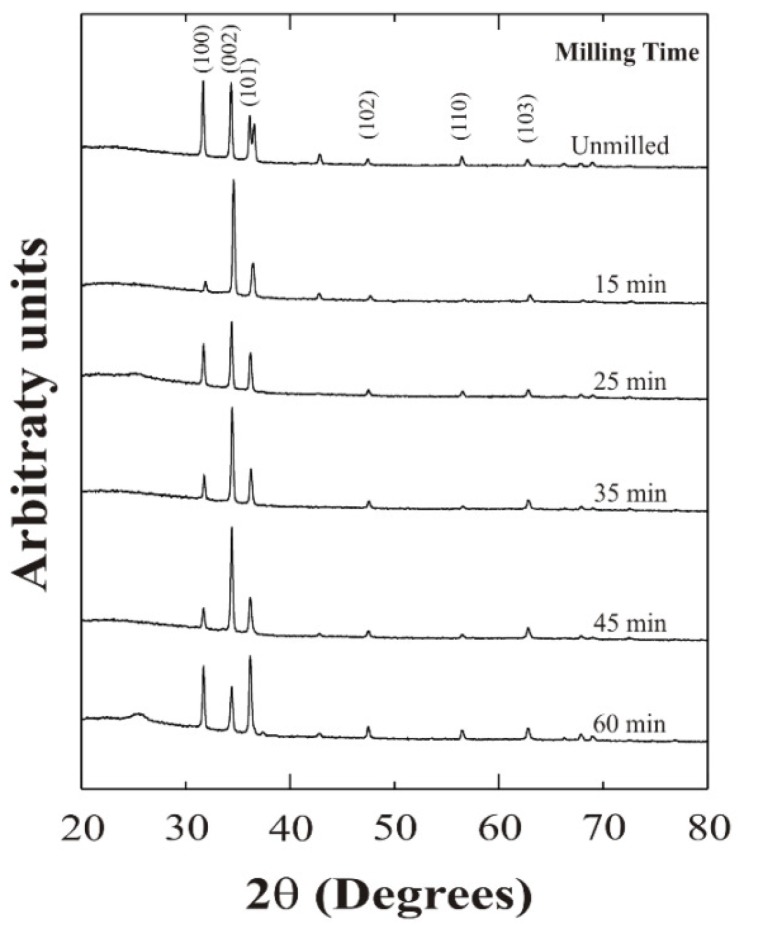 Milling Time
(100)
(002)
(101)
(102)
(110)
(103)
Unmilled
15 min
25 min
35 min
45 min
60 min
Arbitraty units
20 30 40 50 60 70 80
2θ (Degrees)